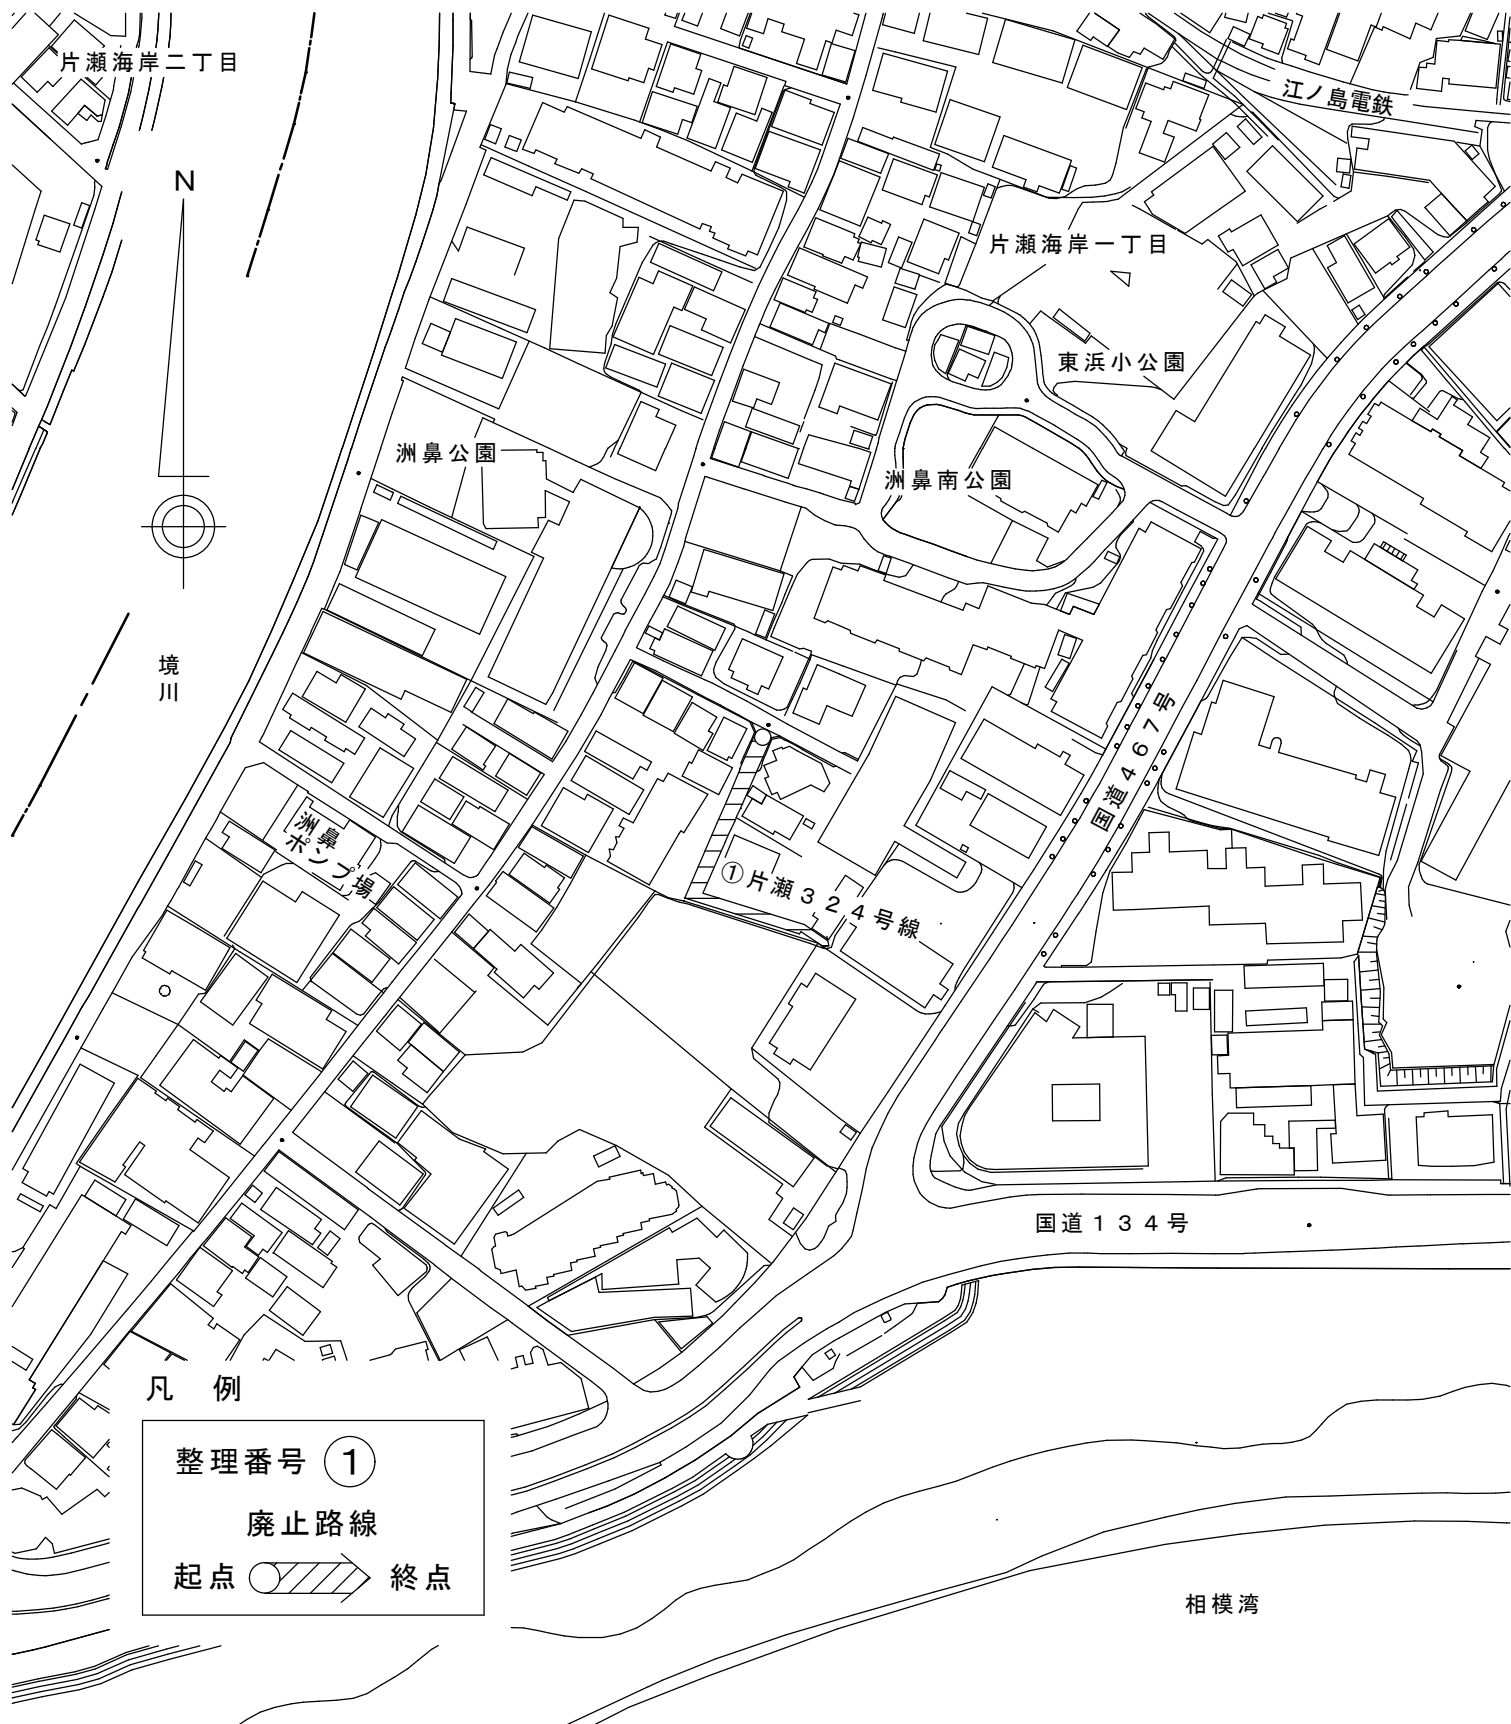 片瀬海岸二丁目
江ノ島電鉄
N
片瀬海岸一丁目
東浜小公園
洲鼻公園
洲鼻南公園
境川
国道467号
洲鼻
ポンプ場
①片瀬324号線
国道134号
凡 例
整理番号 ①
廃止路線
起点 終点
相模湾